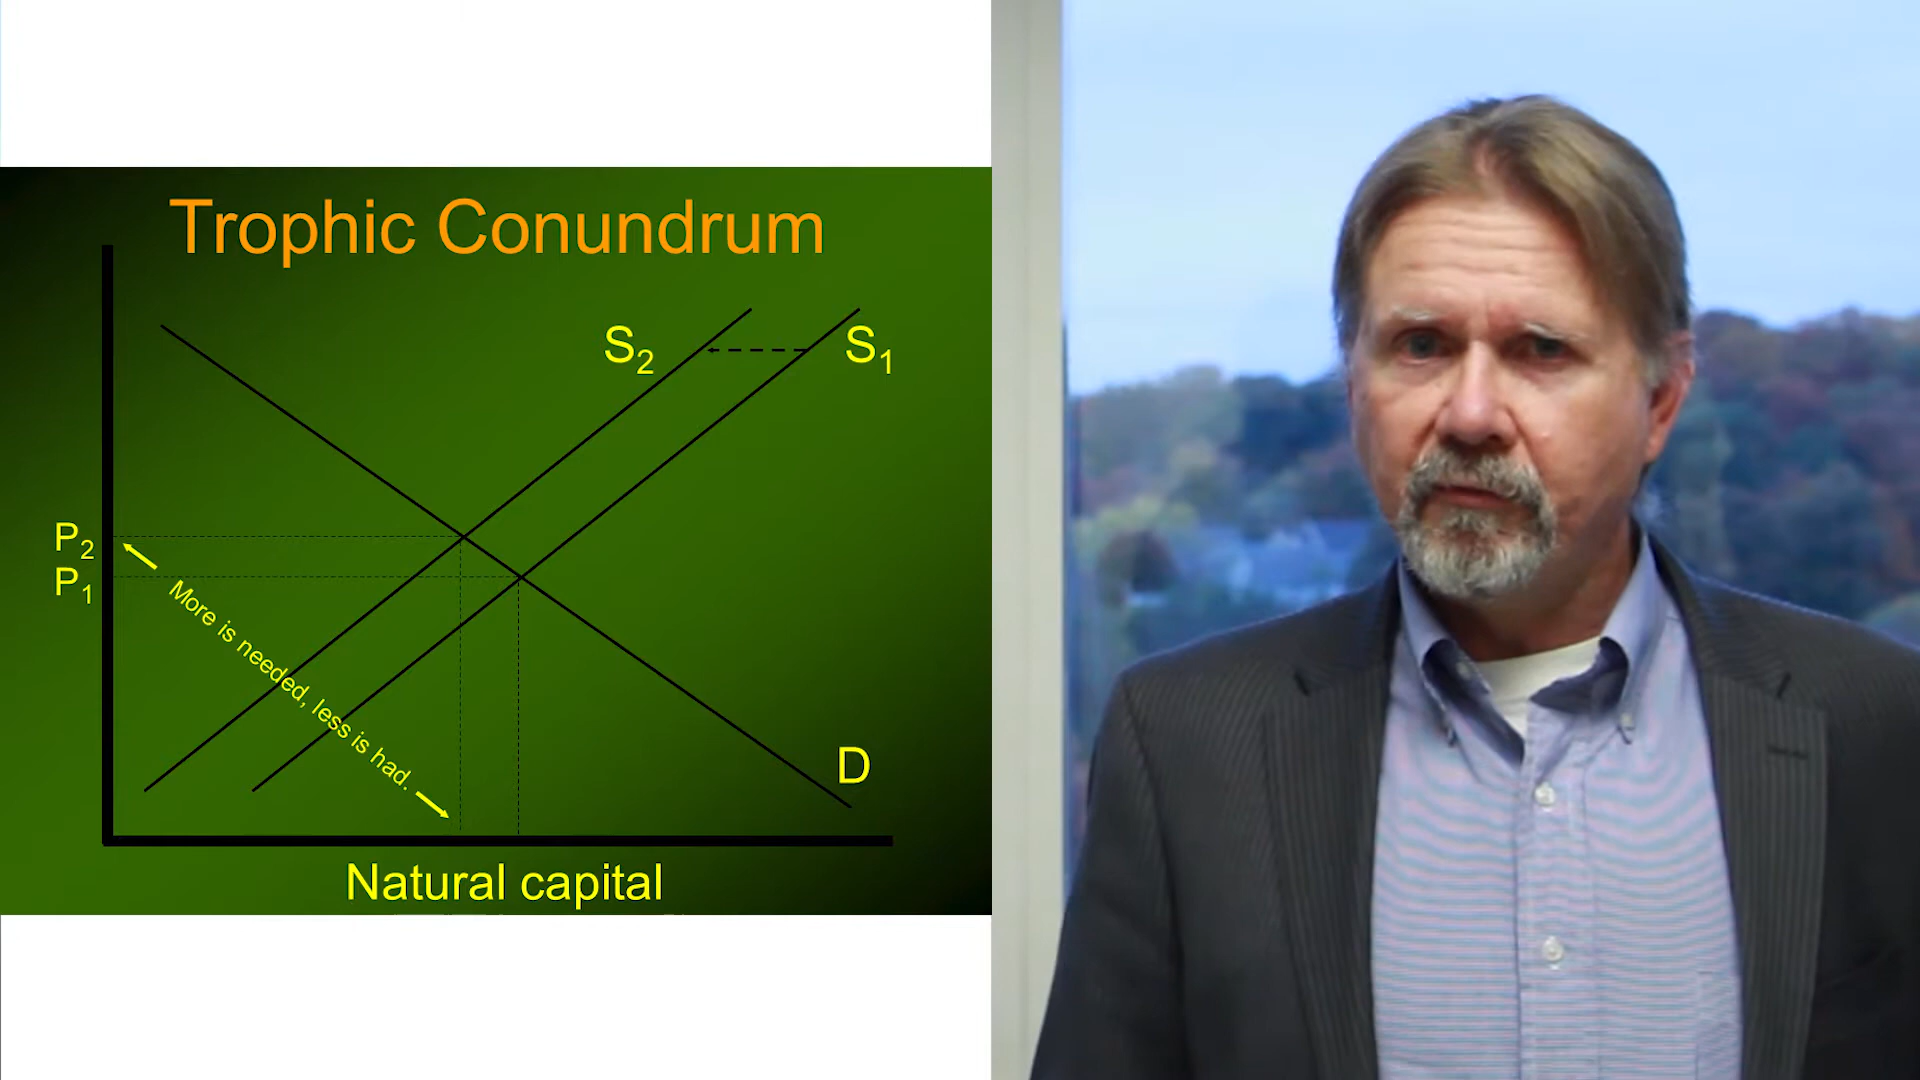 Trophic Conundrum
S2
S1
P2
P1
More is needed, less is had.
D
Natural capital